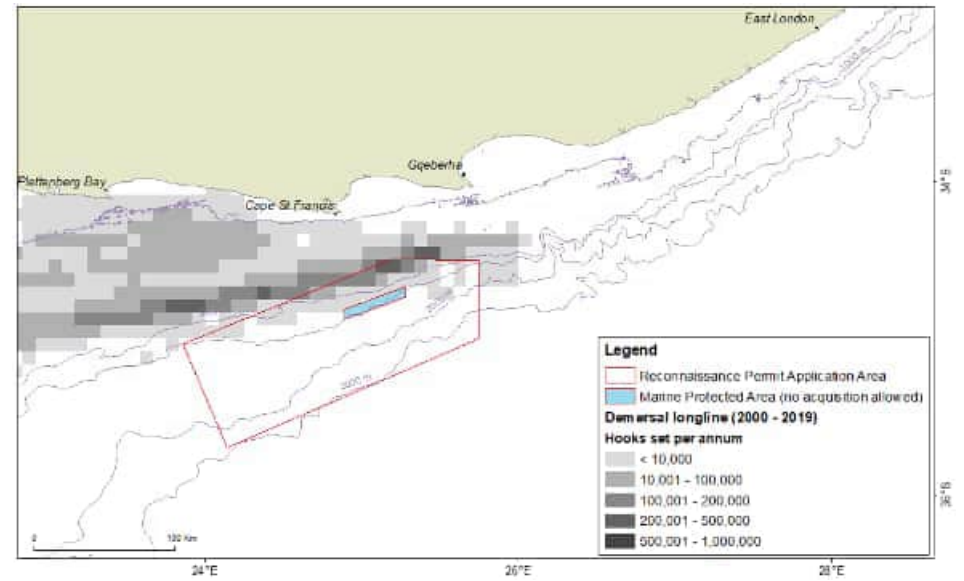 East London
1000 m
Gqeberha
Plettenberg Bay
Cape St Francis
34°S
3000 m
Legend
Reconnaissance Permit Application Area
Marine Protected Area (no acquisition allowed)
Demersal longline (2000 - 2019)
Hooks set per annum
< 10,000
10,001 - 100,000
100,001 - 200,000
200,001 - 500,000
500,001 - 1,000,000
36°S
0
100 Km
24°E
26°E
28°E